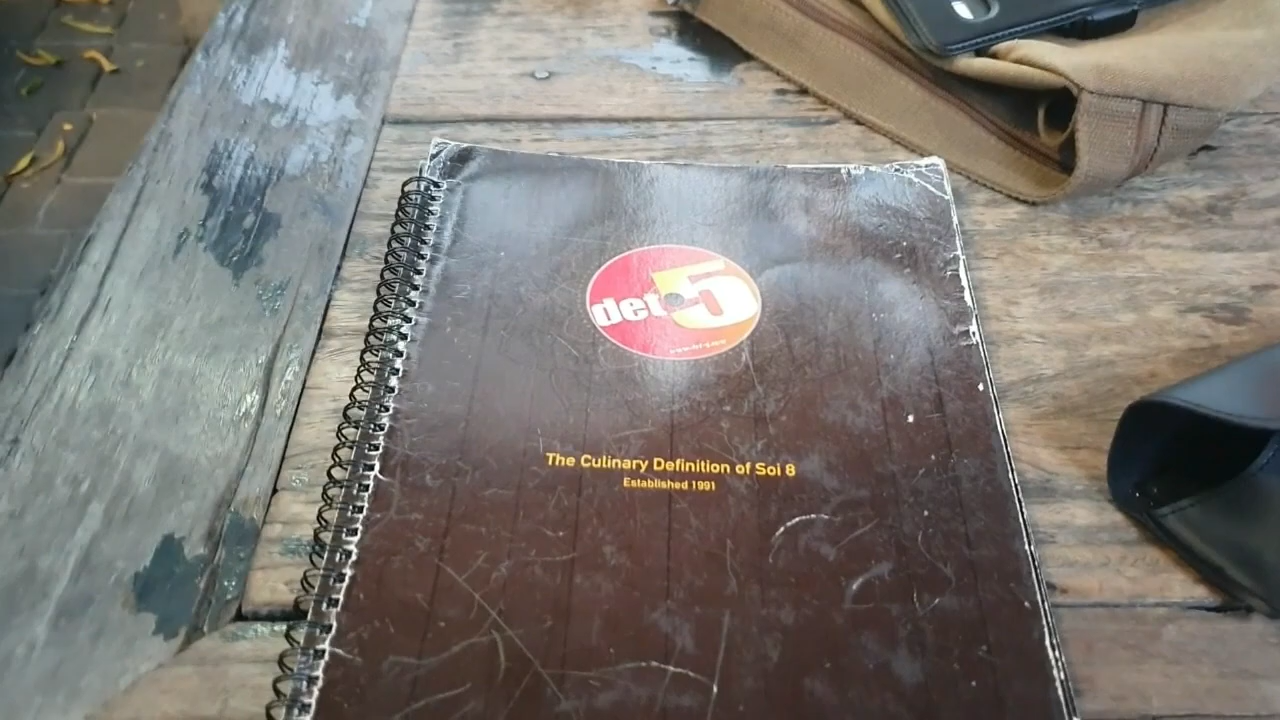 det 5
The Culinary Definition of Soi 8
Established 1991